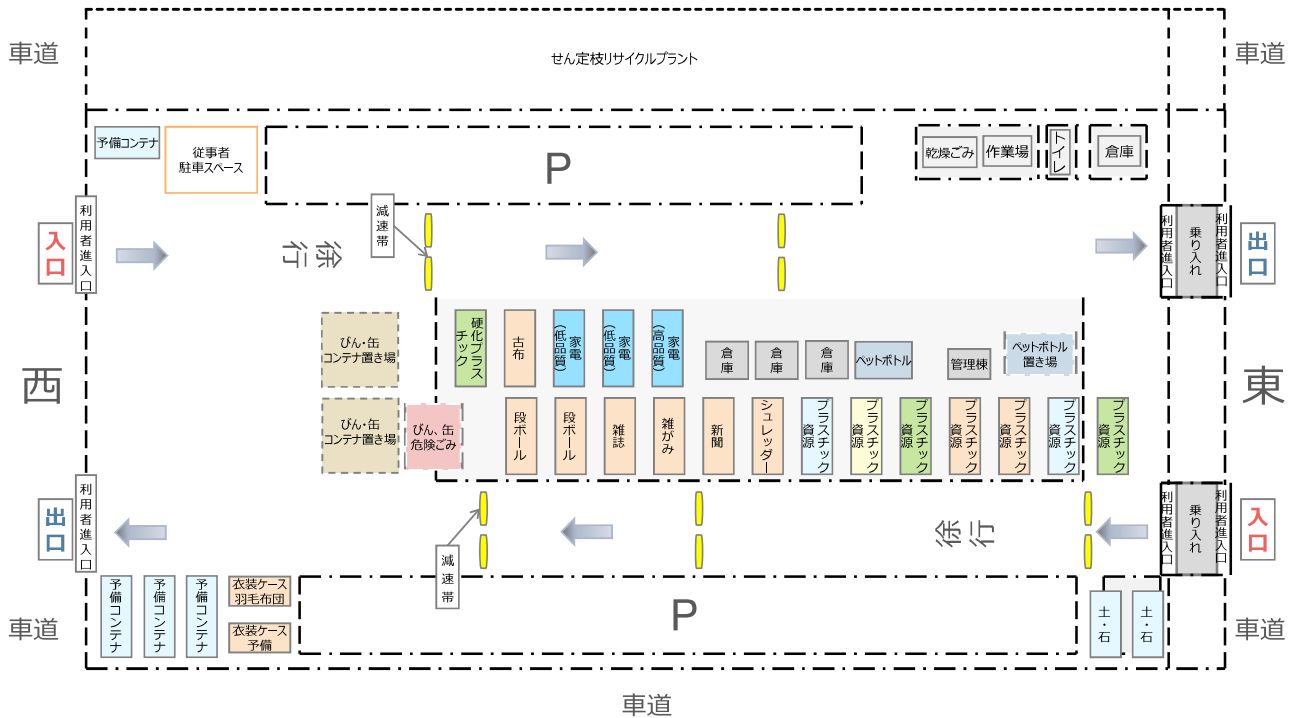 車道
せん定枝リサイクルプラント
車道
予備コンテナ
従事者
駐車スペース
P
乾燥ごみ
作業場
トイレ
倉庫
入口
利用者進入口
徐行
減速帯
利用者進入口
乗り入れ
利用者進入口
出口
西
びん・缶
コンテナ置き場
硬化プラス
チック
古布
家電
(低品質)
家電
(低品質)
家電
(高品質)
倉庫
倉庫
倉庫
ペットボトル
管理棟
ペットボトル
置き場
東
びん・缶
コンテナ置き場
びん、缶
危険ごみ
段ボール
段ボール
雑誌
雑がみ
新聞
シュレッダー
プラスチック
資源
プラスチック
資源
プラスチック
資源
プラスチック
資源
プラスチック
資源
プラスチック
資源
プラスチック
資源
出口
利用者進入口
減速帯
徐行
利用者進入口
乗り入れ
利用者進入口
入口
車道
予備コンテナ
予備コンテナ
予備コンテナ
衣装ケース
羽毛布団
衣装ケース
予備
P
土・石
土・石
車道
車道